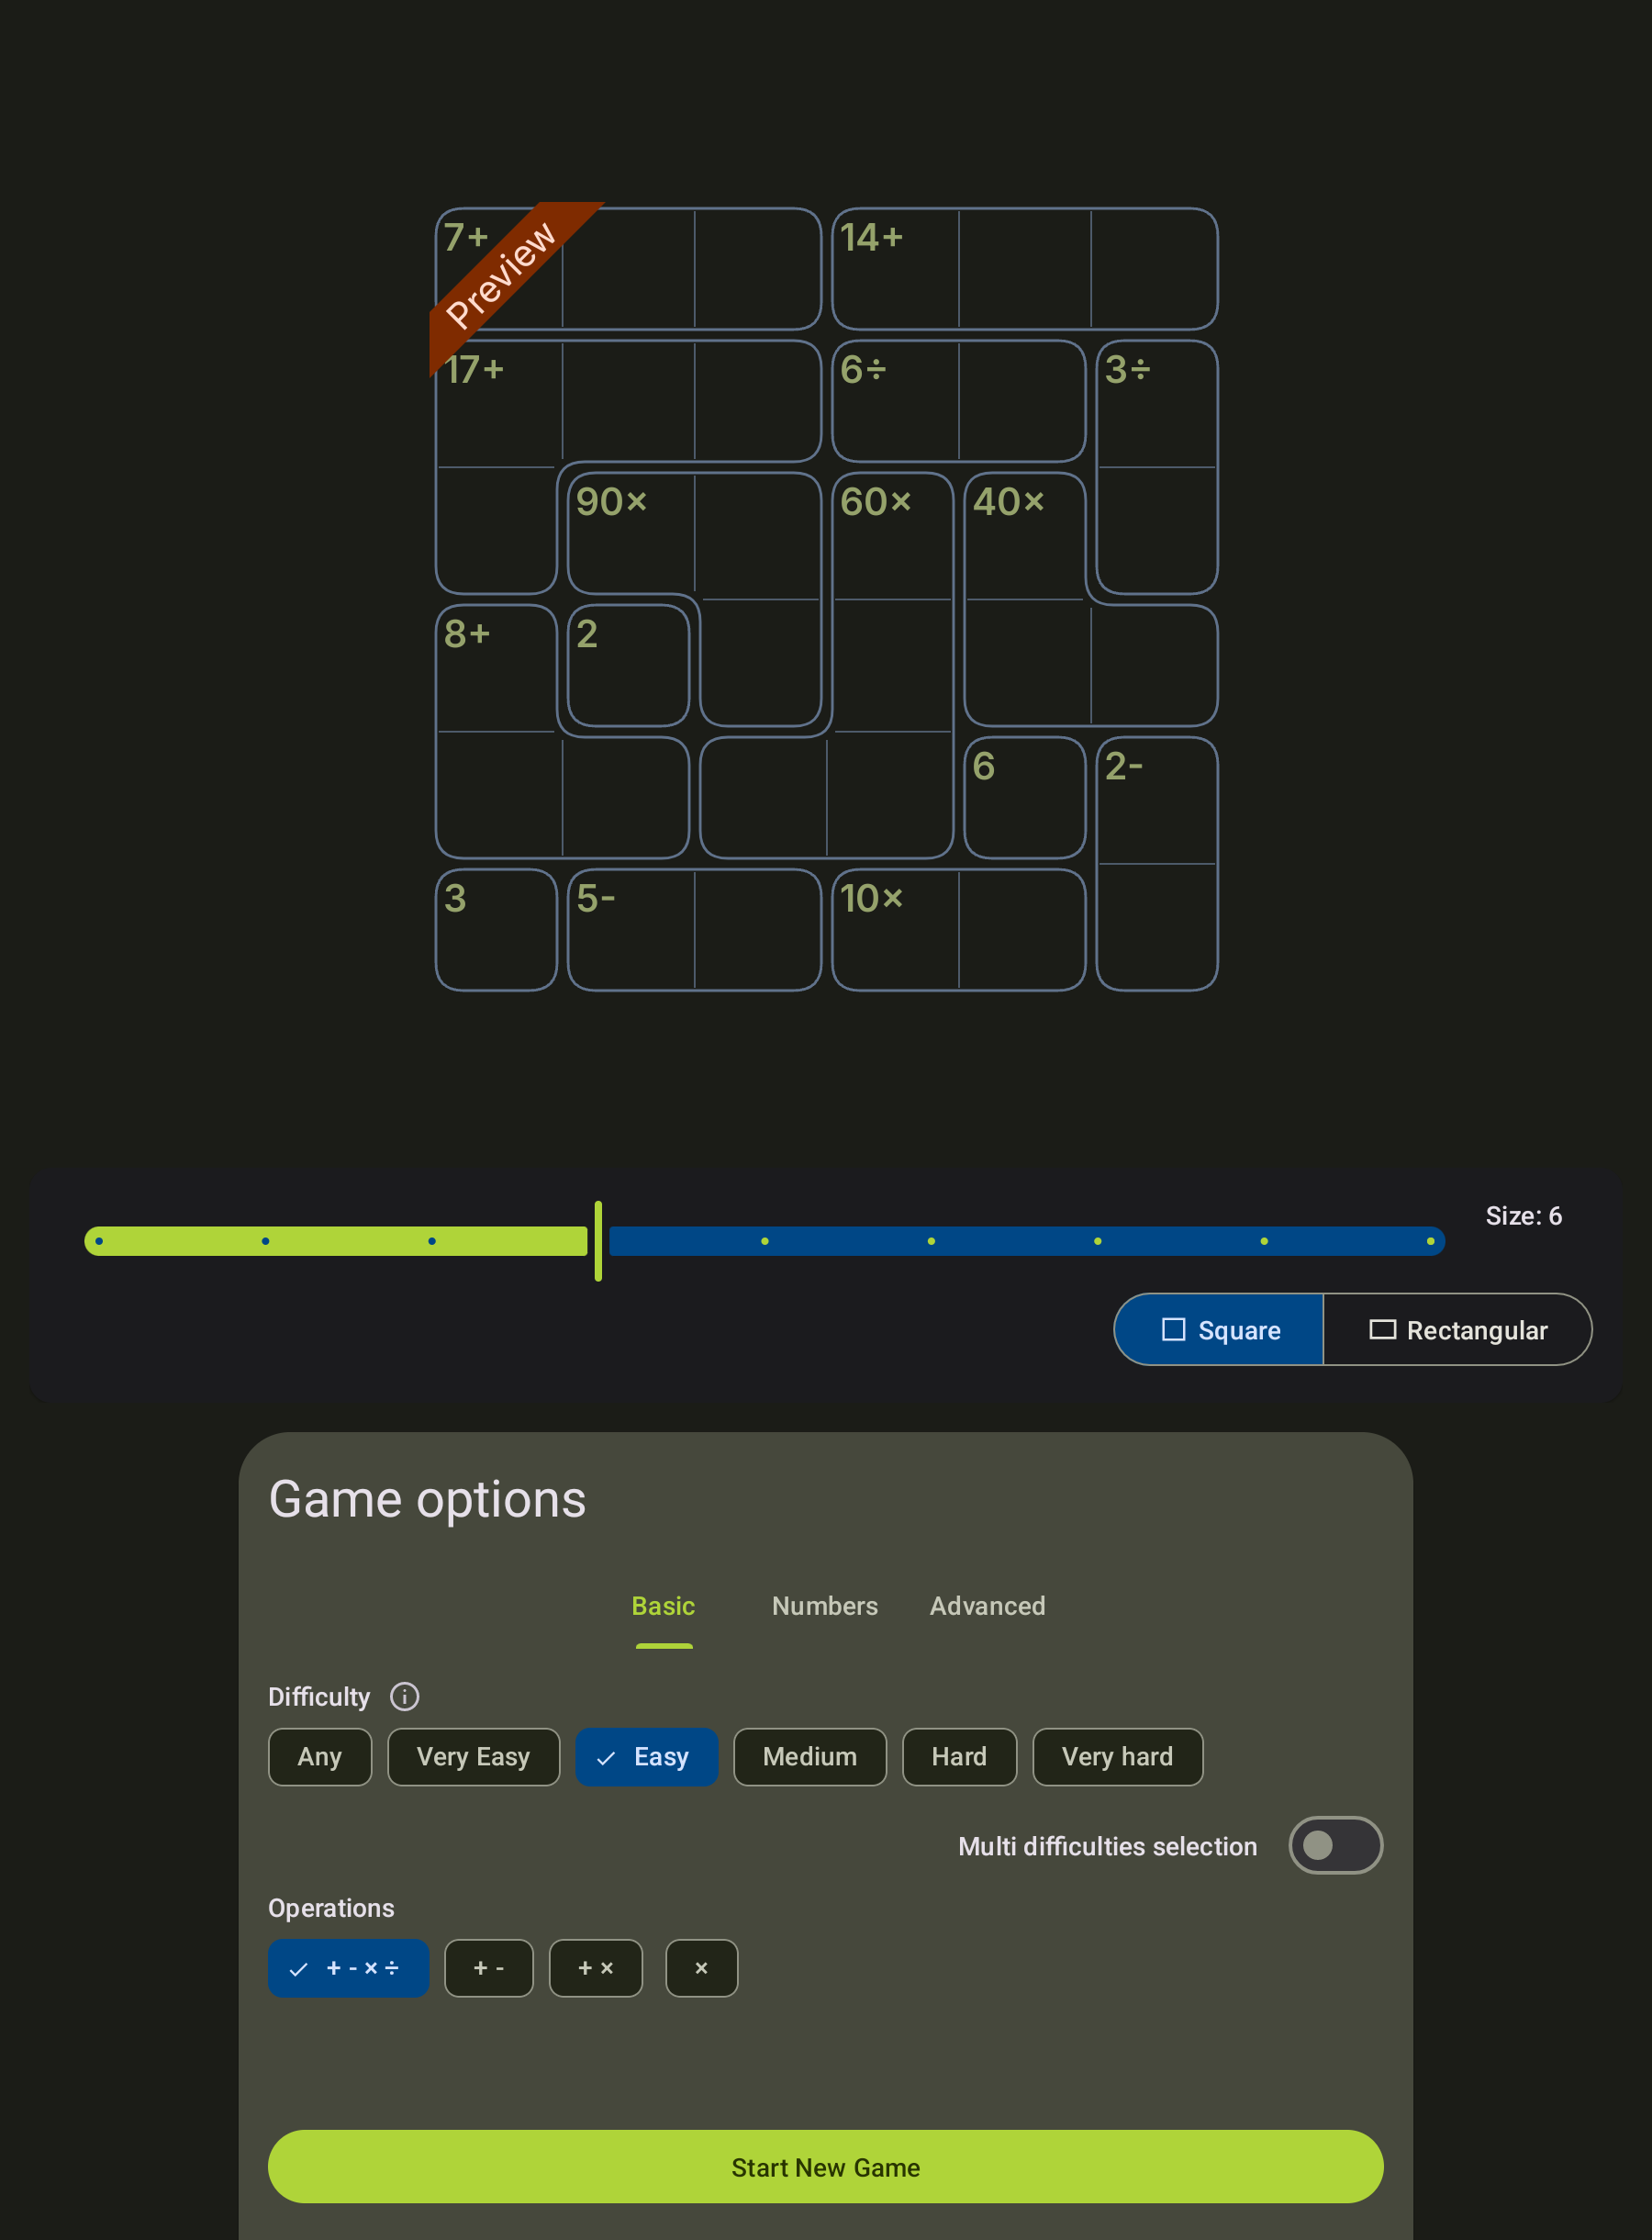 7+ 14+
Preview
17+ 6÷ 3÷
90× 60× 40×
8+ 2
6 2-
3 5- 10×
Size: 6
Square Rectangular
Game options
Basic Numbers Advanced
Difficulty
Any Very Easy Easy Medium Hard Very hard
Multi difficulties selection
Operations
+ - × ÷ + - + × ×
Start New Game